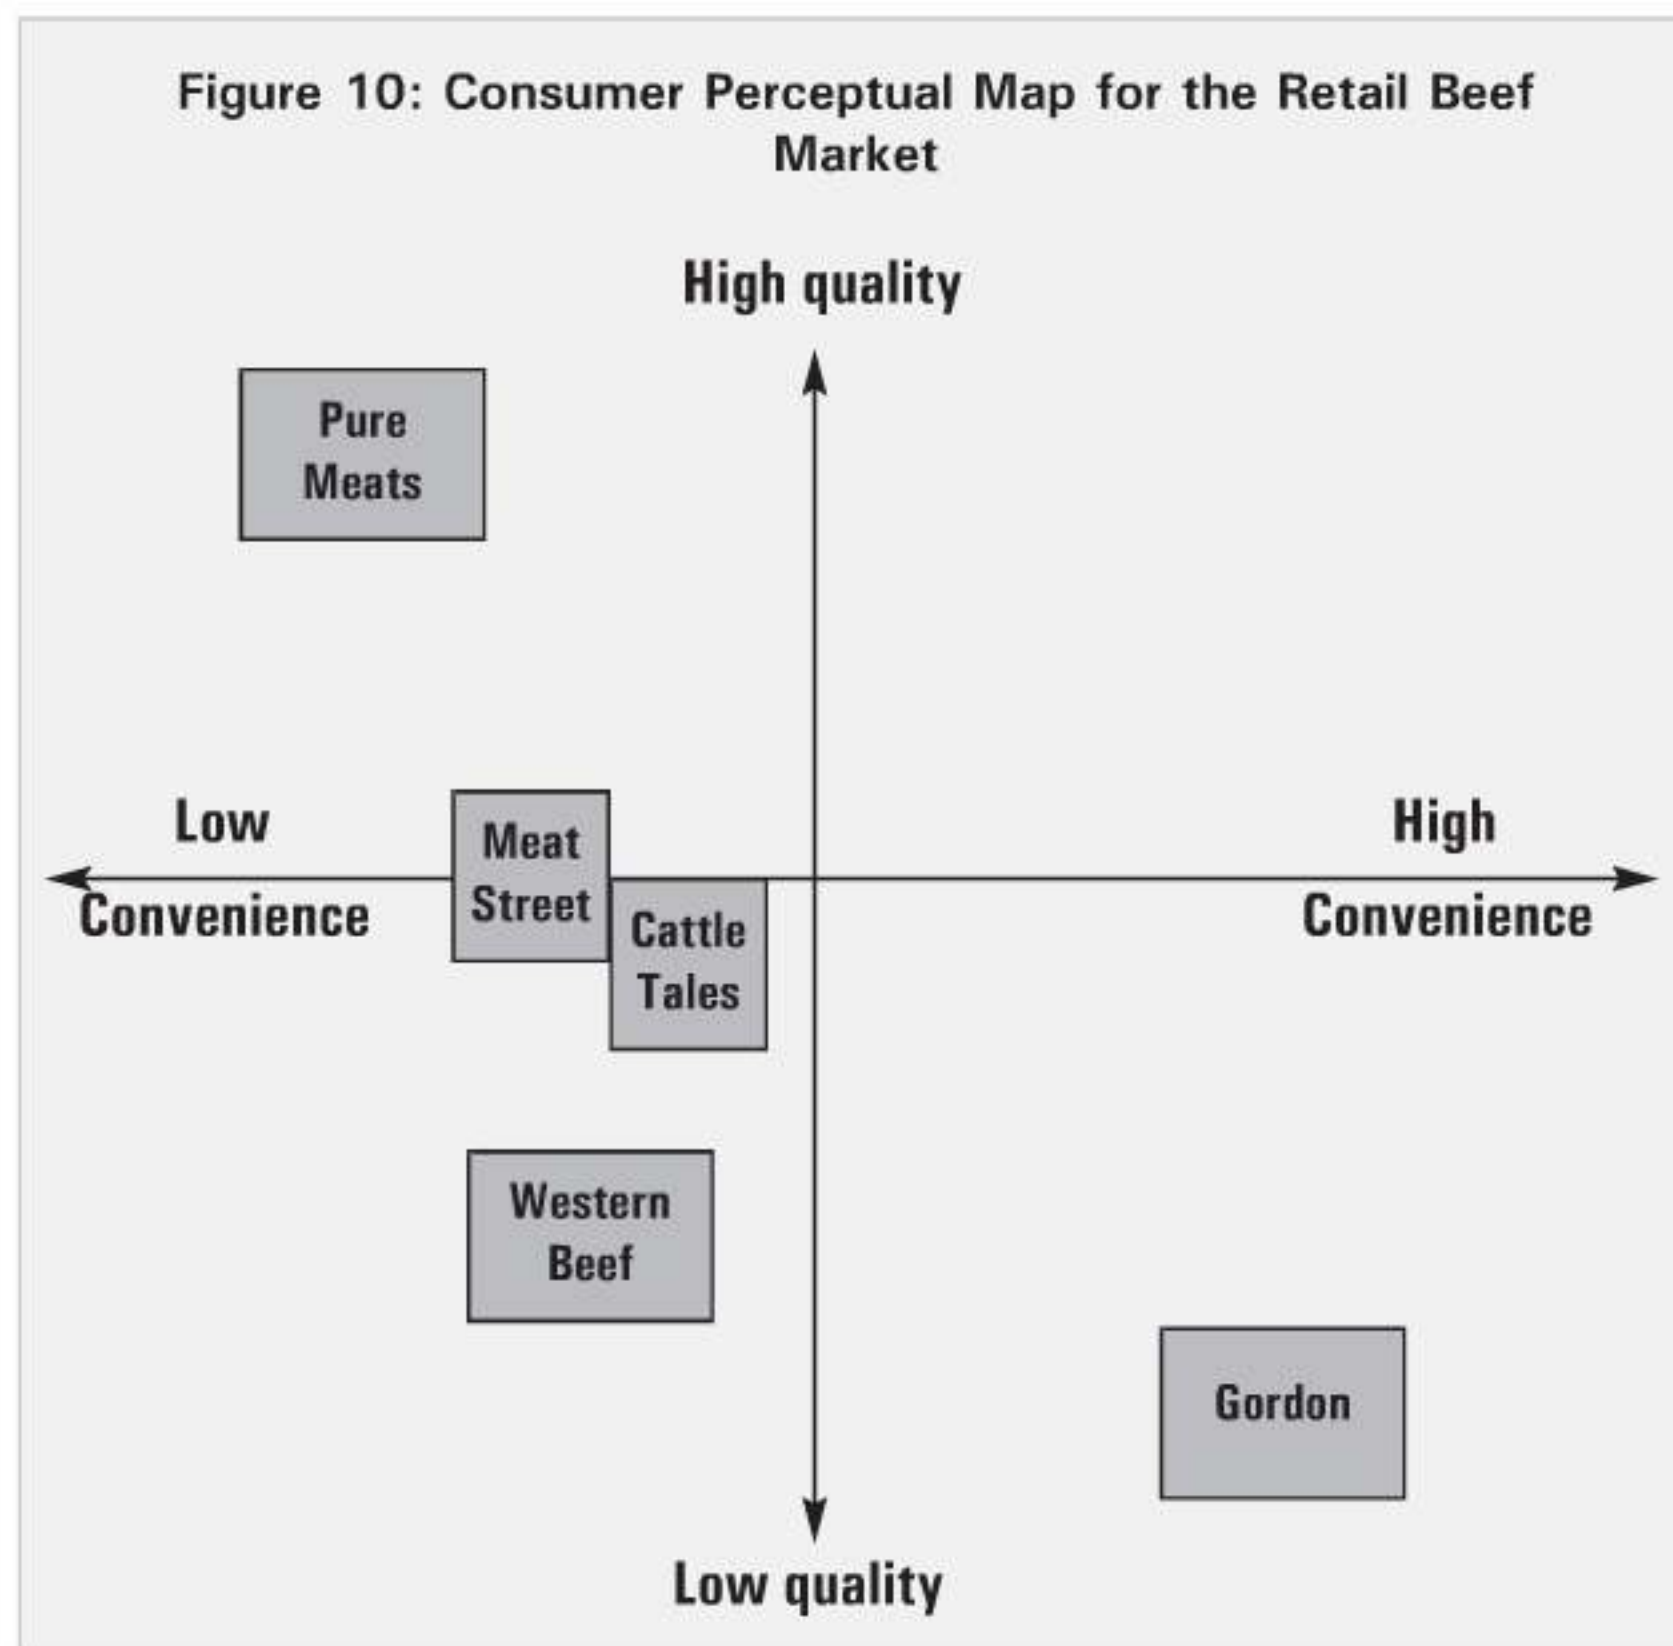 Figure 10: Consumer Perceptual Map for the Retail Beef
Market
High quality
Pure
Meats
Low
Convenience
Meat
Street
Cattle
Tales
High
Convenience
Western
Beef
Gordon
Low quality